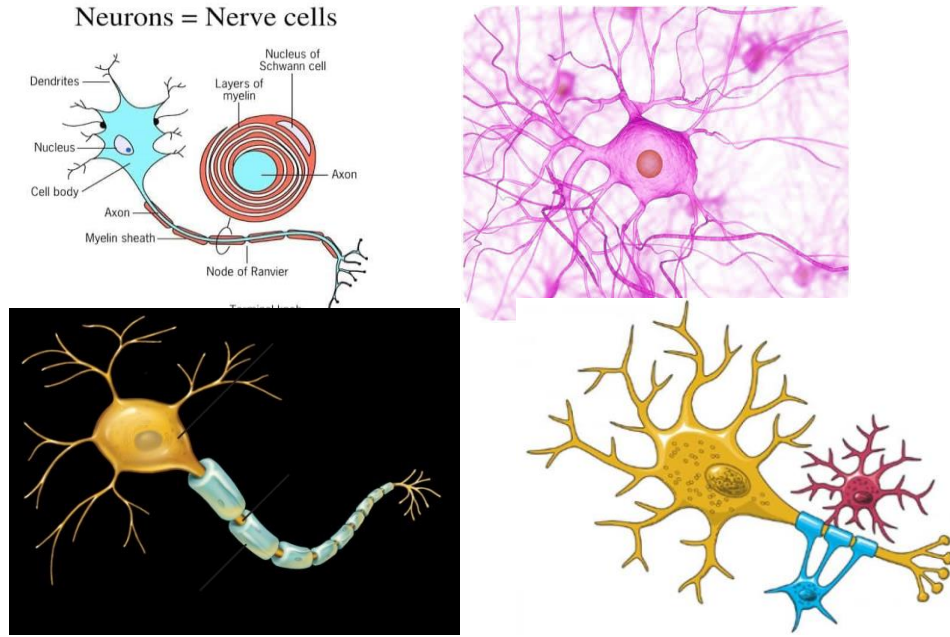 Neurons = Nerve cells
Nucleus of
Schwann cell
Dendrites
Layers of
myelin
Nucleus
Axon
Cell body
Axon
Myelin sheath
Node of Ranvier